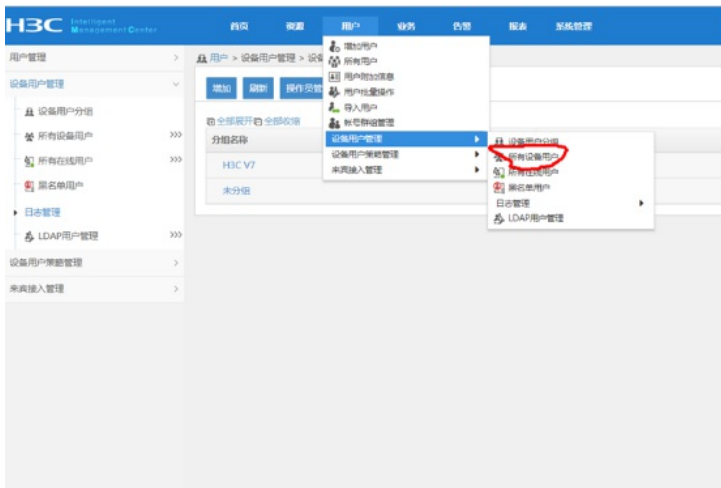 H3C Intelligent Management Center
首页 资源 用户 业务 告警 报表 系统管理
用户管理
设备用户管理
设备用户分组
所有设备用户
所有在线用户
黑名单用户
日志管理
LDAP用户管理
设备用户策略管理
来宾接入管理
用户 > 设备用户管理 > 设备
增加 刷新 操作员管
全部展开 全部收缩
分组名称
H3C V7
未分组
增加用户
所有用户
用户附加信息
用户批量操作
导入用户
帐号群组管理
设备用户管理
设备用户策略管理
来宾接入管理
设备用户分组
所有设备用户
所有在线用户
黑名单用户
日志管理
LDAP用户管理